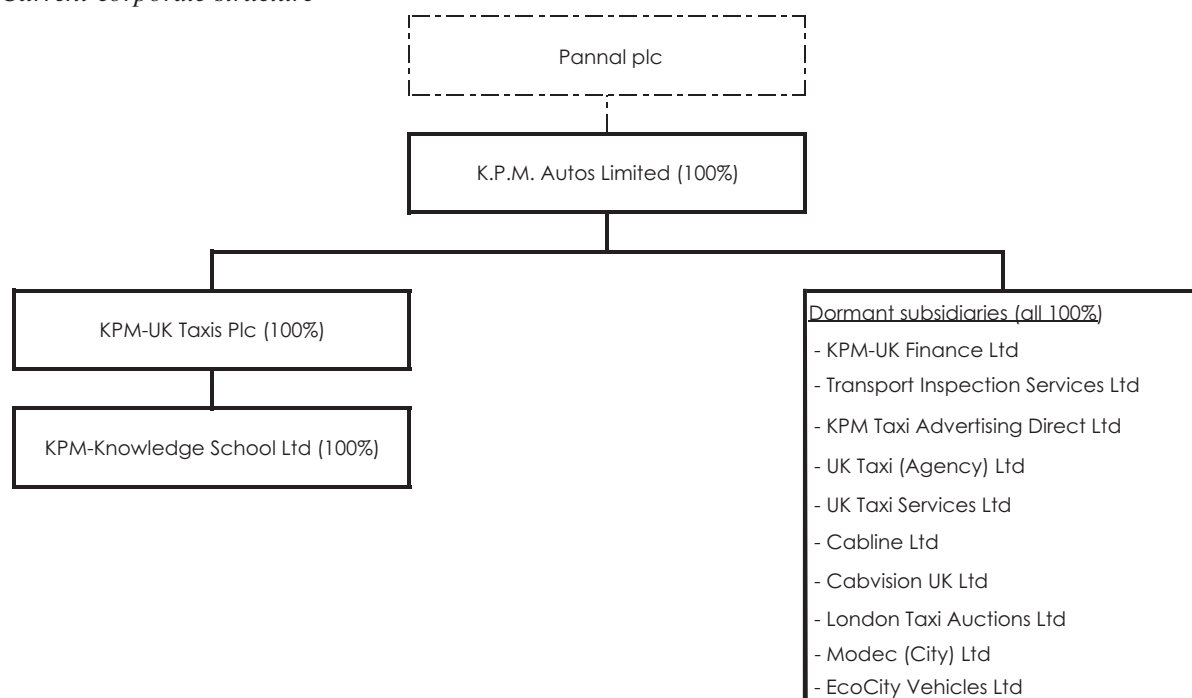 Current corporate structure
Pannal plc
K.P.M. Autos Limited (100%)
KPM-UK Taxis Plc (100%)
KPM-Knowledge School Ltd (100%)
Dormant subsidiaries (all 100%)
- KPM-UK Finance Ltd
- Transport Inspection Services Ltd
- KPM Taxi Advertising Direct Ltd
- UK Taxi (Agency) Ltd
- UK Taxi Services Ltd
- Cabline Ltd
- Cabvision UK Ltd
- London Taxi Auctions Ltd
- Modec (City) Ltd
- EcoCity Vehicles Ltd